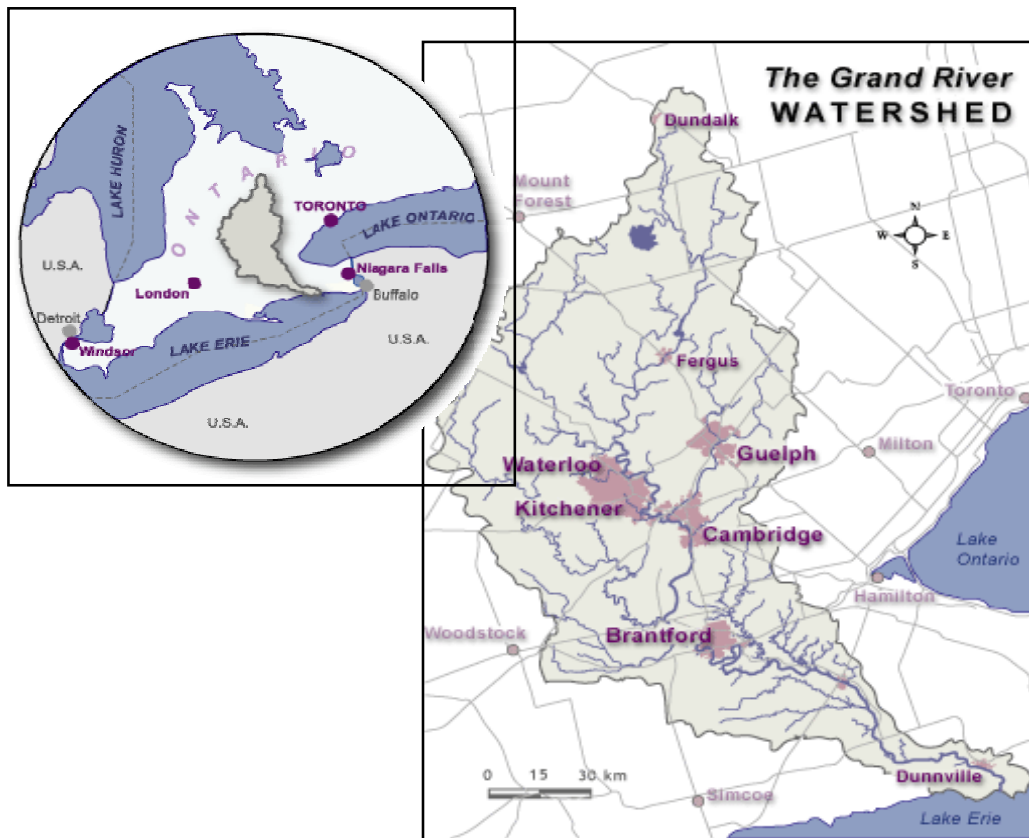 LAKE HURON
ONTARIO
TORONTO
LAKE ONTARIO
U.S.A.
Niagara Falls
London
Buffalo
Detroit
Windsor
LAKE ERIE
U.S.A.
U.S.A.
The Grand River
WATERSHED
Dundalk
Mount
Forest
N
W
E
S
Fergus
Toronto
Milton
Guelph
Waterloo
Kitchener
Cambridge
Lake
Ontario
Hamilton
Woodstock
Brantford
0 15 30 km
Dunnville
Simcoe
Lake Erie